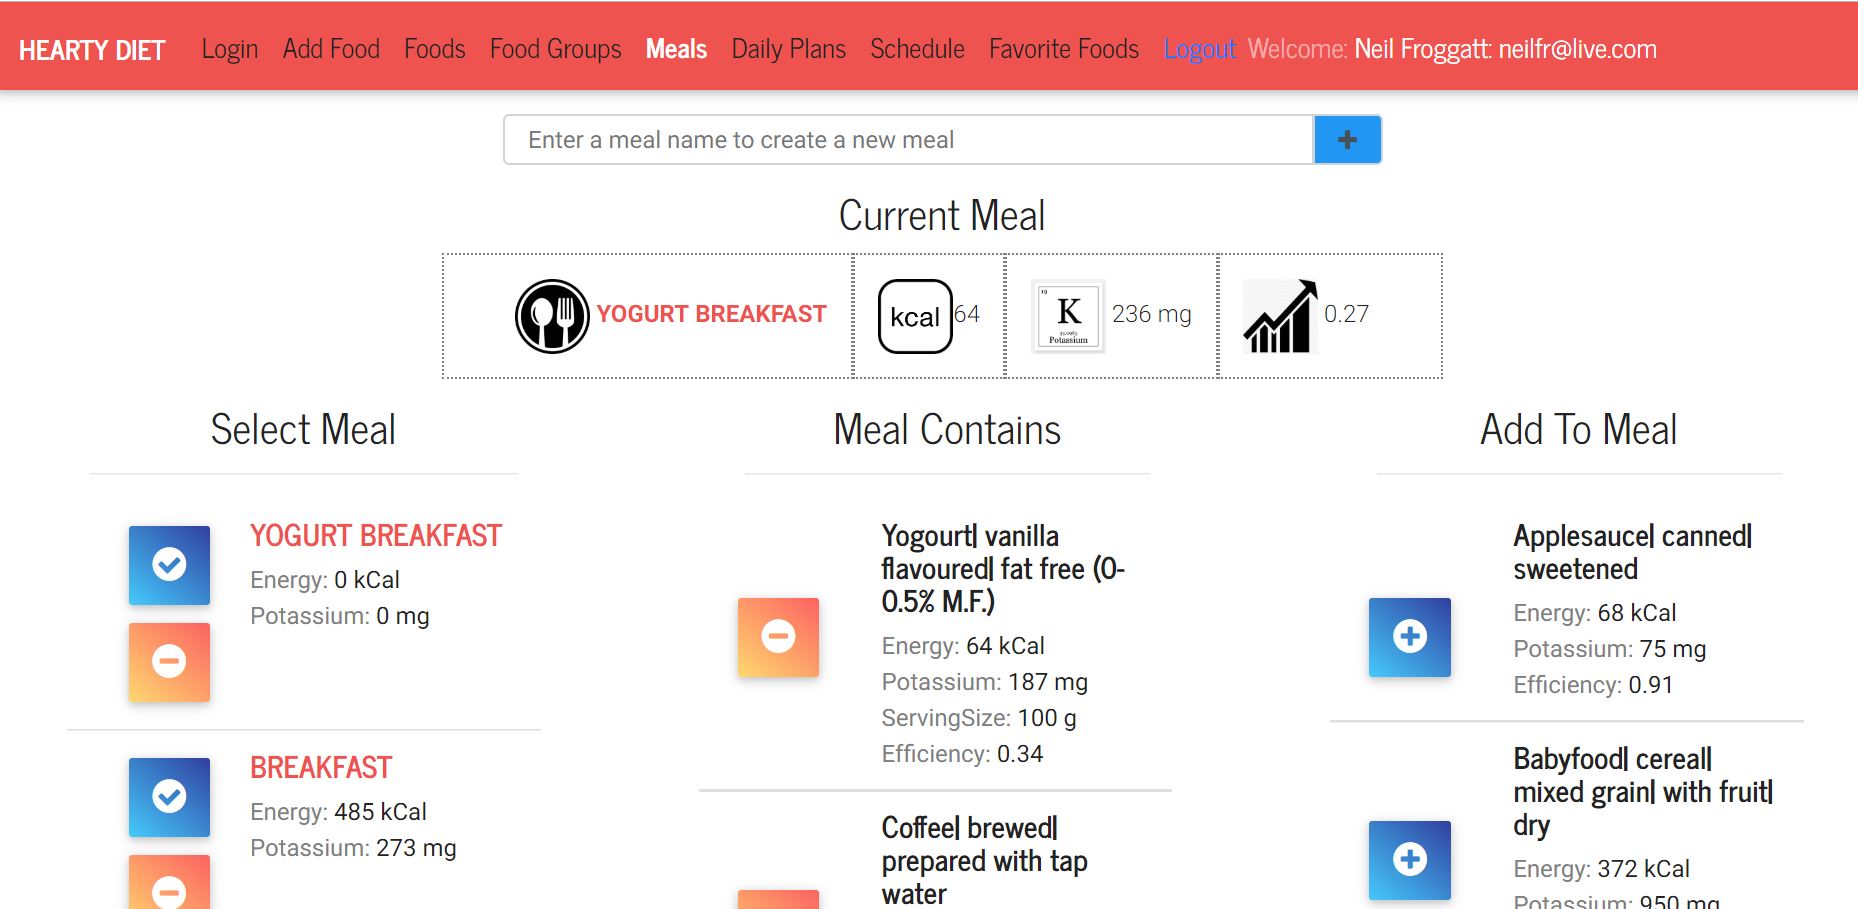 HEARTY DIET Login Add Food Foods Food Groups Meals Daily Plans Schedule Favorite Foods Logout Welcome: Neil Froggatt: neilfr@live.com
Enter a meal name to create a new meal
Current Meal
YOGURT BREAKFAST kcal 64 19 K Potassium 236 mg 0.27
Select Meal
YOGURT BREAKFAST
Energy: 0 kCal
Potassium: 0 mg
BREAKFAST
Energy: 485 kCal
Potassium: 273 mg
Meal Contains
Yogourt| vanilla
flavoured| fat free (0-
0.5% M.F.)
Energy: 64 kCal
Potassium: 187 mg
ServingSize: 100 g
Efficiency: 0.34
Coffee| brewed|
prepared with tap
water
Add To Meal
Applesauce| canned|
sweetened
Energy: 68 kCal
Potassium: 75 mg
Efficiency: 0.91
Babyfood| cereal|
mixed grain| with fruit|
dry
Energy: 372 kCal
Potassium: 950 mg